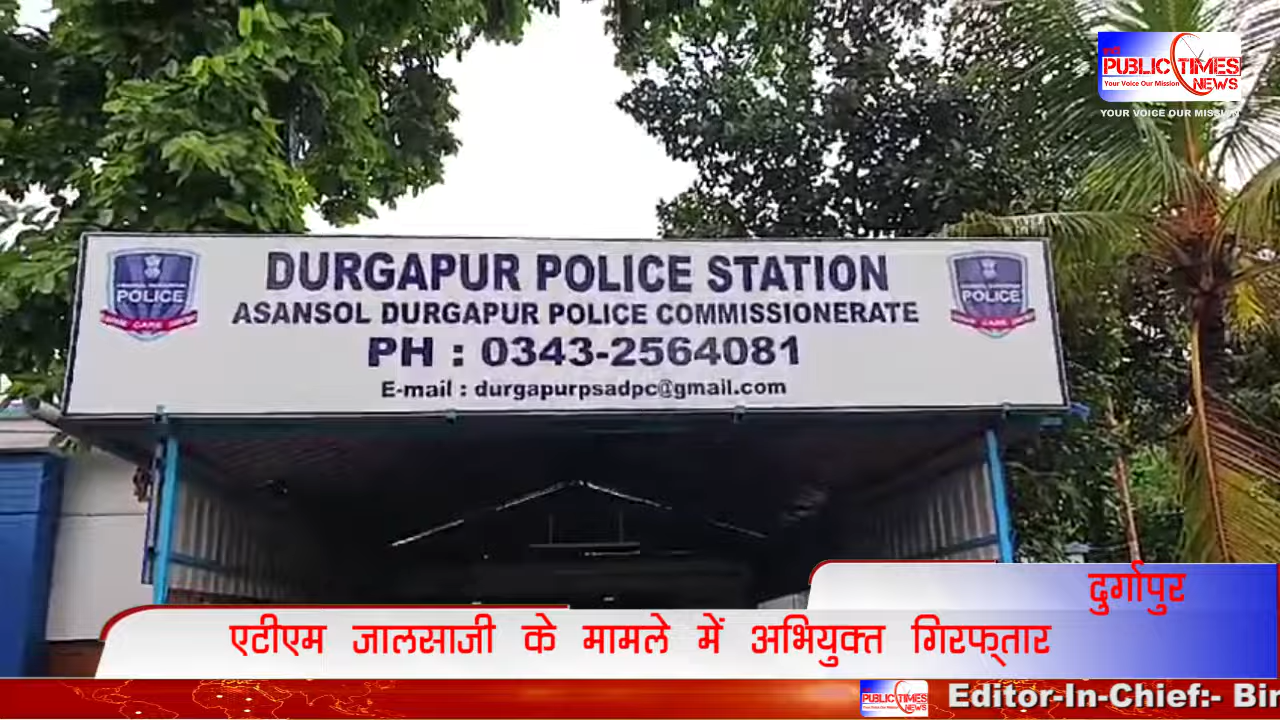 PUBLIC TIMES
Your Voice Our Mission NEWS
YOUR VOICE OUR MISSION
DURGAPUR POLICE STATION
ASANSOL DURGAPUR POLICE COMMISSIONERATE
PH : 0343-2564081
E-mail : durgapurpsadpc@gmail.com
POLICE
POLICE
दुर्गापुर
एटीएम जालसाजी के मामले में अभियुक्त गिरफ्तार
PUBLIC TIMES
NEWS
Editor-In-Chief:- Bir